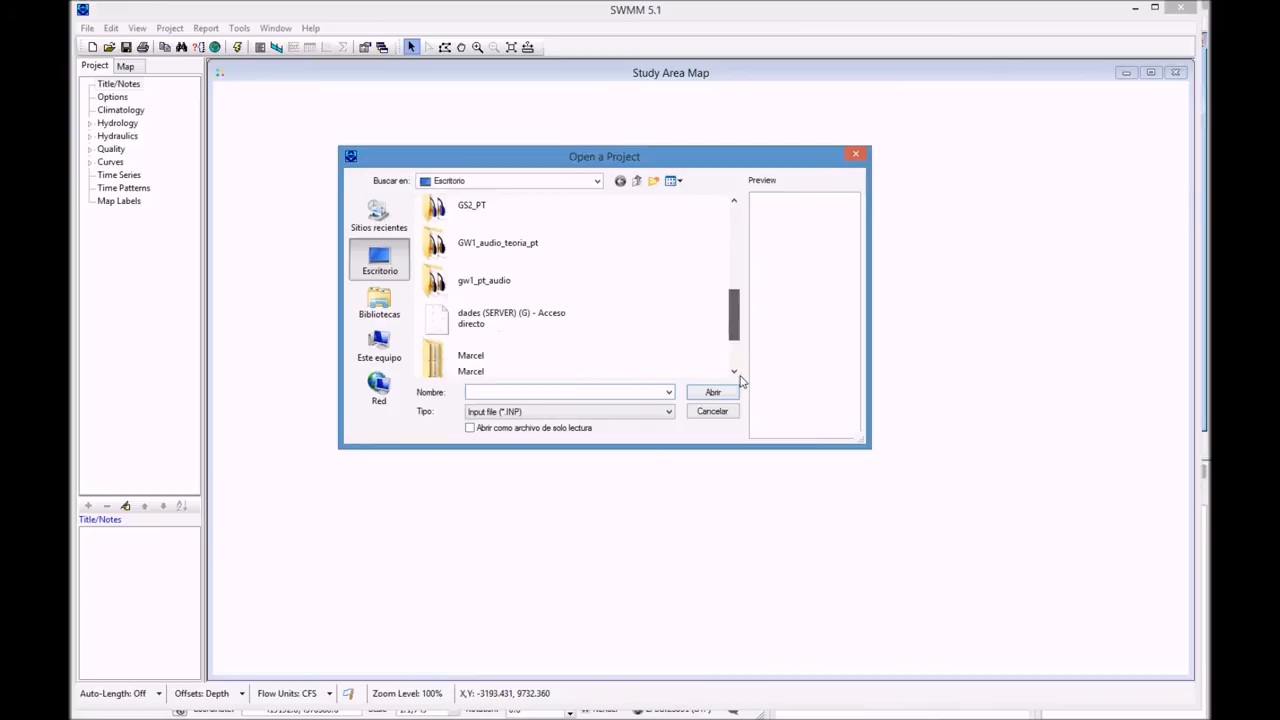 SWMM 5.1
File Edit View Project Report Tools Window Help
Project Map
Study Area Map
Title/Notes
Options
Climatology
Hydrology
Hydraulics
Quality
Curves
Time Series
Time Patterns
Map Labels
Open a Project
Buscar en: Escritorio
Preview
Sitios recientes
Escritorio
Bibliotecas
Este equipo
Red
GS2_PT
GW1_audio_teoria_pt
gw1_pt_audio
dades (SERVER) (G) - Acceso
directo
Marcel
Marcel
Nombre: Abrir
Tipo: Input file (*.INP) Cancelar
Abrir como archivo de solo lectura
Title/Notes
Auto-Length: Off Offsets: Depth Flow Units: CFS Zoom Level: 100% X,Y: -3193.431, 9732.360